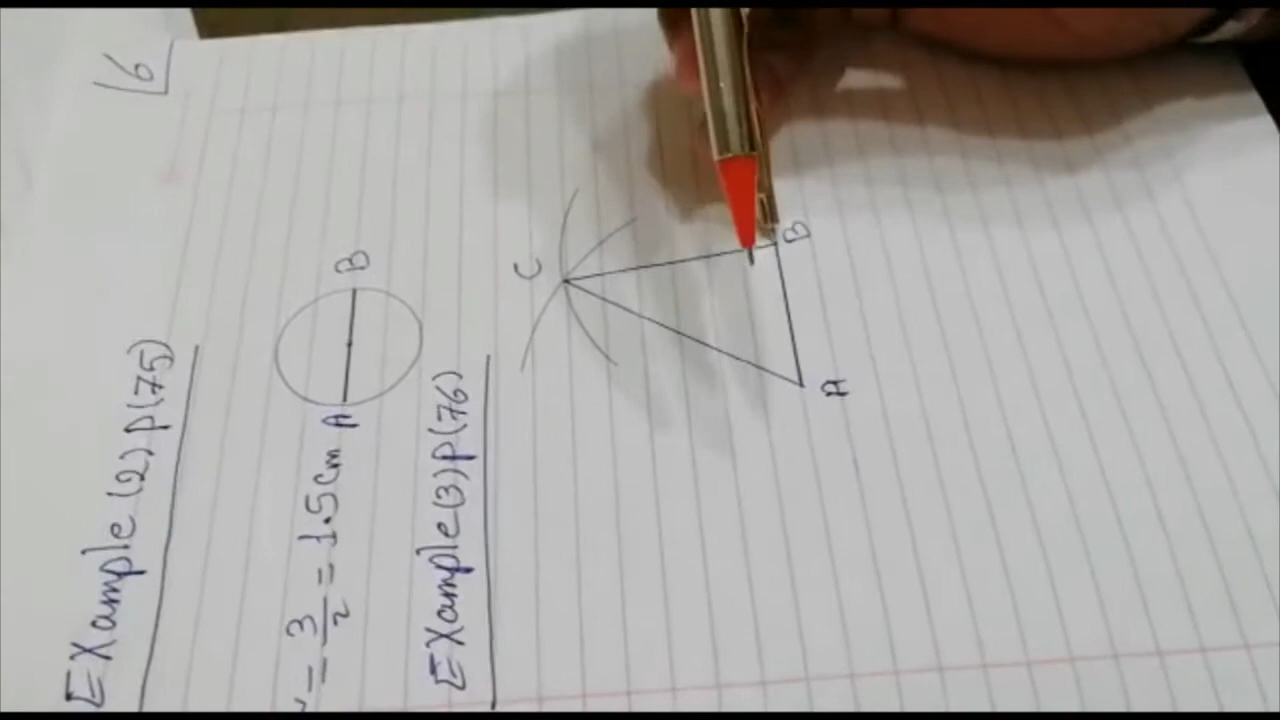 6
Example (2) P(75)
r = 3/2 = 1.5 cm
A B
Example (3) P(76)
C
A B